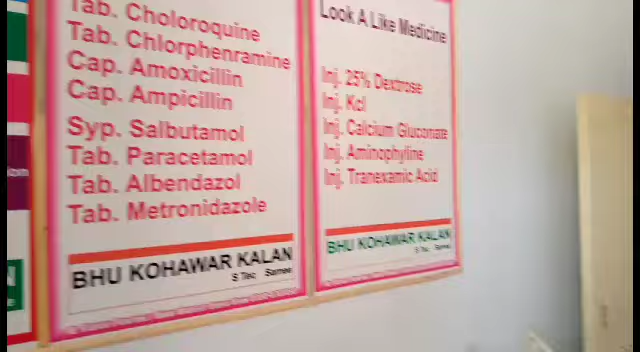 Tab. Choloroquine
Tab. Chlorphenramine
Cap. Amoxicillin
Cap. Ampicillin
Syp. Salbutamol
Tab. Paracetamol
Tab. Albendazol
Tab. Metronidazole
BHU KOHAWAR KALAN
Look A Like Medicine
Inj. 25% Dextrose
Inj. Kcl
Inj. Calcium Gluconate
Inj. Aminophyline
Inj. Tranexamic Acid
BHU KOHAWAR KALAN